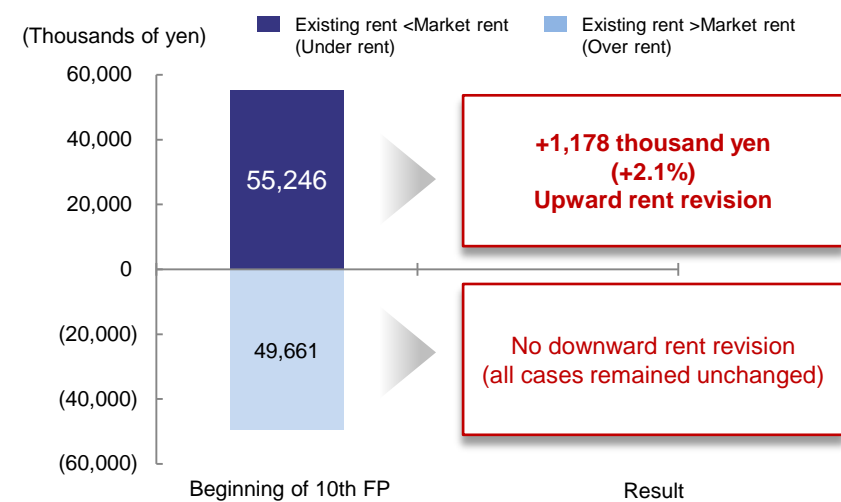 (Thousands of yen)
Existing rent <Market rent
(Under rent)
Existing rent >Market rent
(Over rent)
60,000
40,000
20,000
0
(20,000)
(40,000)
(60,000)
55,246
49,661
+1,178 thousand yen
(+2.1%)
Upward rent revision
No downward rent revision
(all cases remained unchanged)
Beginning of 10th FP
Result